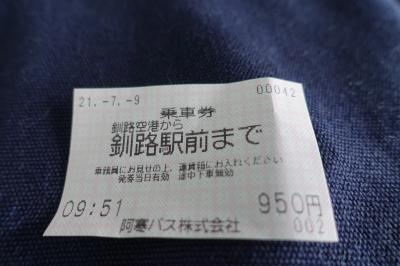 21.-7.-9 00042
乗車券
釧路空港から
釧路駅前まで
乗務員にお見せの上、運賃箱にお入れください
発券当日有効 途中下車無効
09:51 950円
阿寒バス株式会社 002